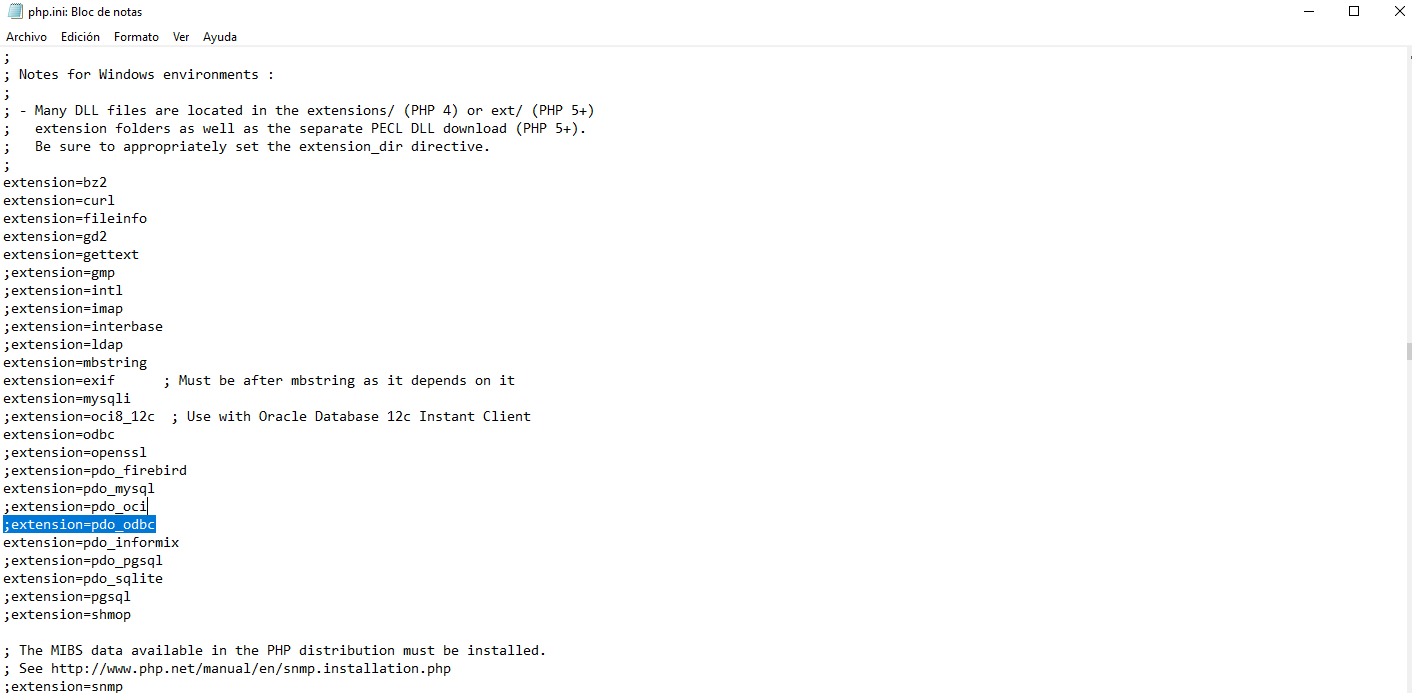 php.ini: Bloc de notas
Archivo Edición Formato Ver Ayuda
;
; Notes for Windows environments :
;
; - Many DLL files are located in the extensions/ (PHP 4) or ext/ (PHP 5+)
;   extension folders as well as the separate PECL DLL download (PHP 5+).
;   Be sure to appropriately set the extension_dir directive.
;
extension=bz2
extension=curl
extension=fileinfo
extension=gd2
extension=gettext
;extension=gmp
;extension=intl
;extension=imap
;extension=interbase
;extension=ldap
extension=mbstring
extension=exif      ; Must be after mbstring as it depends on it
extension=mysqli
;extension=oci8_12c  ; Use with Oracle Database 12c Instant Client
extension=odbc
;extension=openssl
;extension=pdo_firebird
extension=pdo_mysql
;extension=pdo_oci
;extension=pdo_odbc
extension=pdo_informix
;extension=pdo_pgsql
extension=pdo_sqlite
;extension=pgsql
;extension=shmop

; The MIBS data available in the PHP distribution must be installed.
; See http://www.php.net/manual/en/snmp.installation.php
;extension=snmp